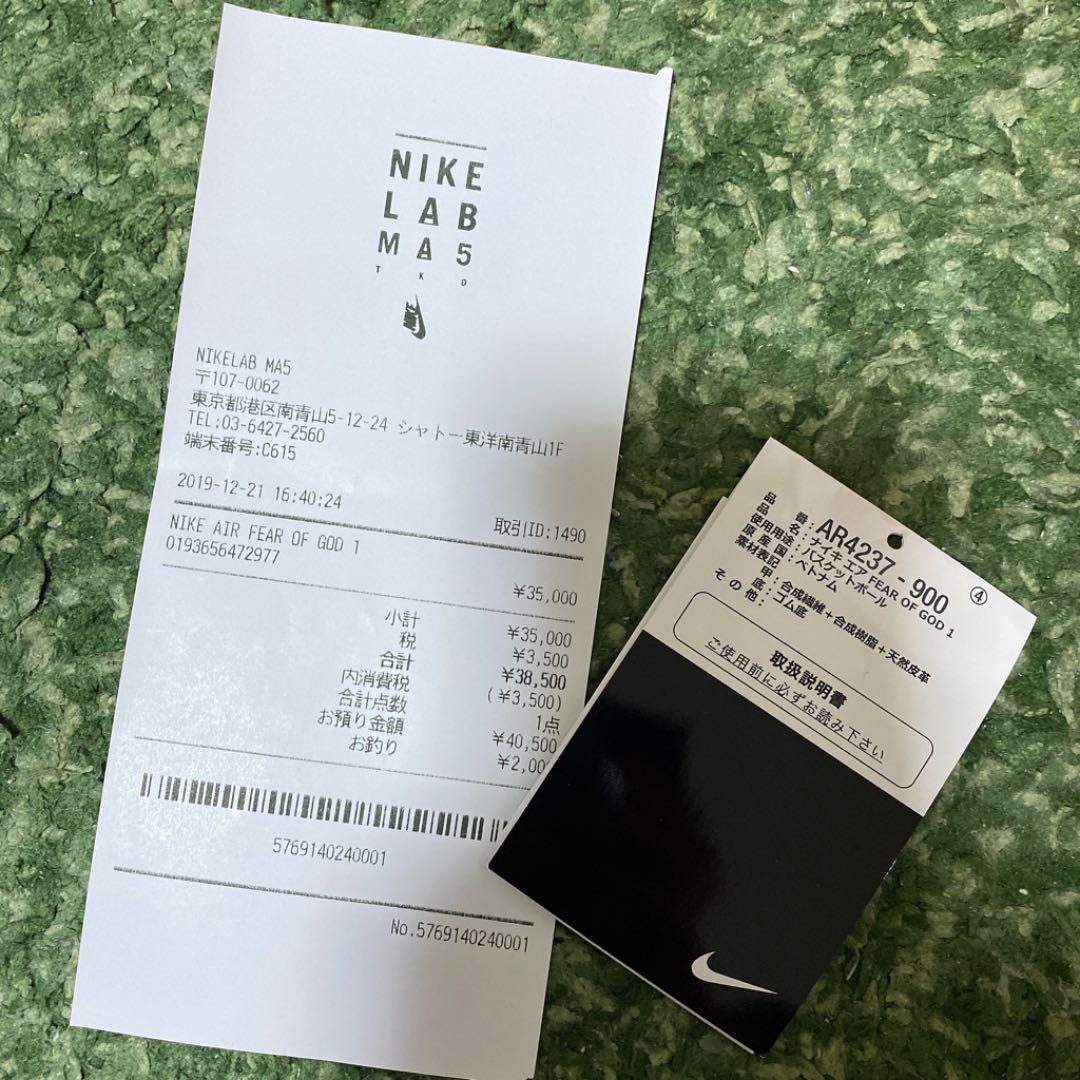 NIKE
LAB
MA5
T K O
NIKELAB MA5
〒107-0062
東京都港区南青山5-12-24 シャトー東洋南青山1F
TEL:03-6427-2560
端末番号:C615
2019-12-21 16:40:24 取引ID:1490
NIKE AIR FEAR OF GOD 1
0193656472977
¥35,000
小計 ¥35,000
税 ¥3,500
合計 ¥38,500
内消費税 (¥3,500)
合計点数 1点
お預り金額 ¥40,500
お釣り
5769140240001
No.5769140240001
④
品番:AR4237-900
品名:ナイキ エア FEAR OF GOD 1
使用用途:バスケットボール
原産国:ベトナム
素材表記
甲:合成繊維+合成樹脂+天然皮革
底:ゴム底
その他:
取扱説明書
ご使用前に必ずお読み下さい